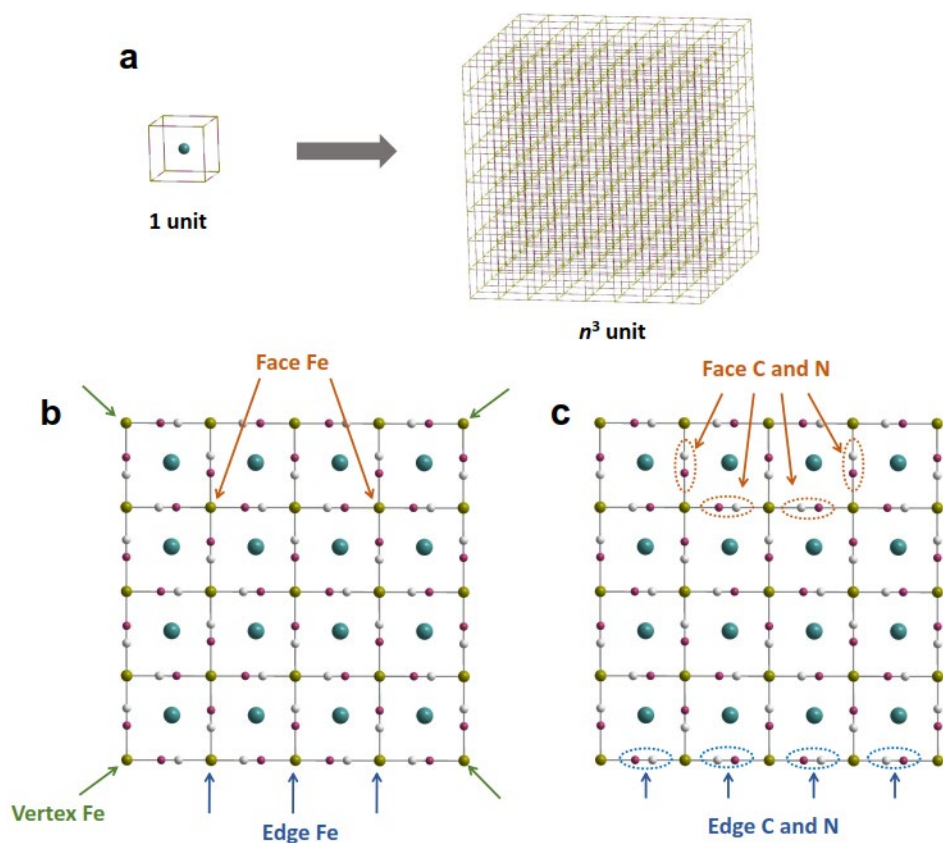 a
1 unit
n³ unit
Face Fe
b
Vertex Fe
Edge Fe
Face C and N
c
Edge C and N